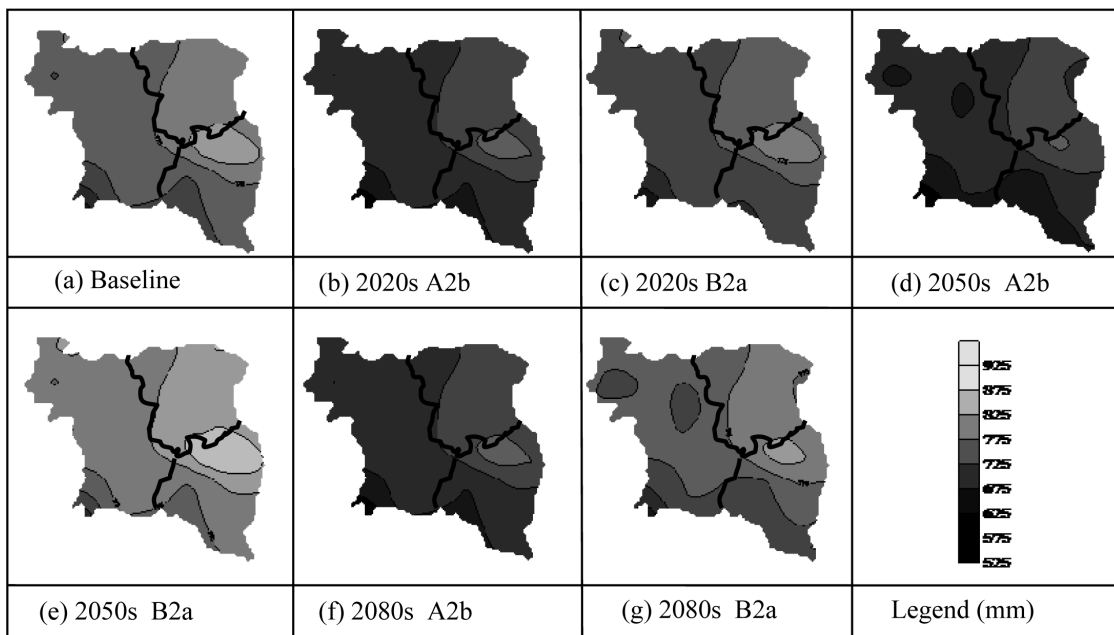 (a) Baseline
(b) 2020s A2b
(c) 2020s B2a
(d) 2050s A2b
925
875
825
775
725
675
625
575
525
(e) 2050s B2a
(f) 2080s A2b
(g) 2080s B2a
Legend (mm)